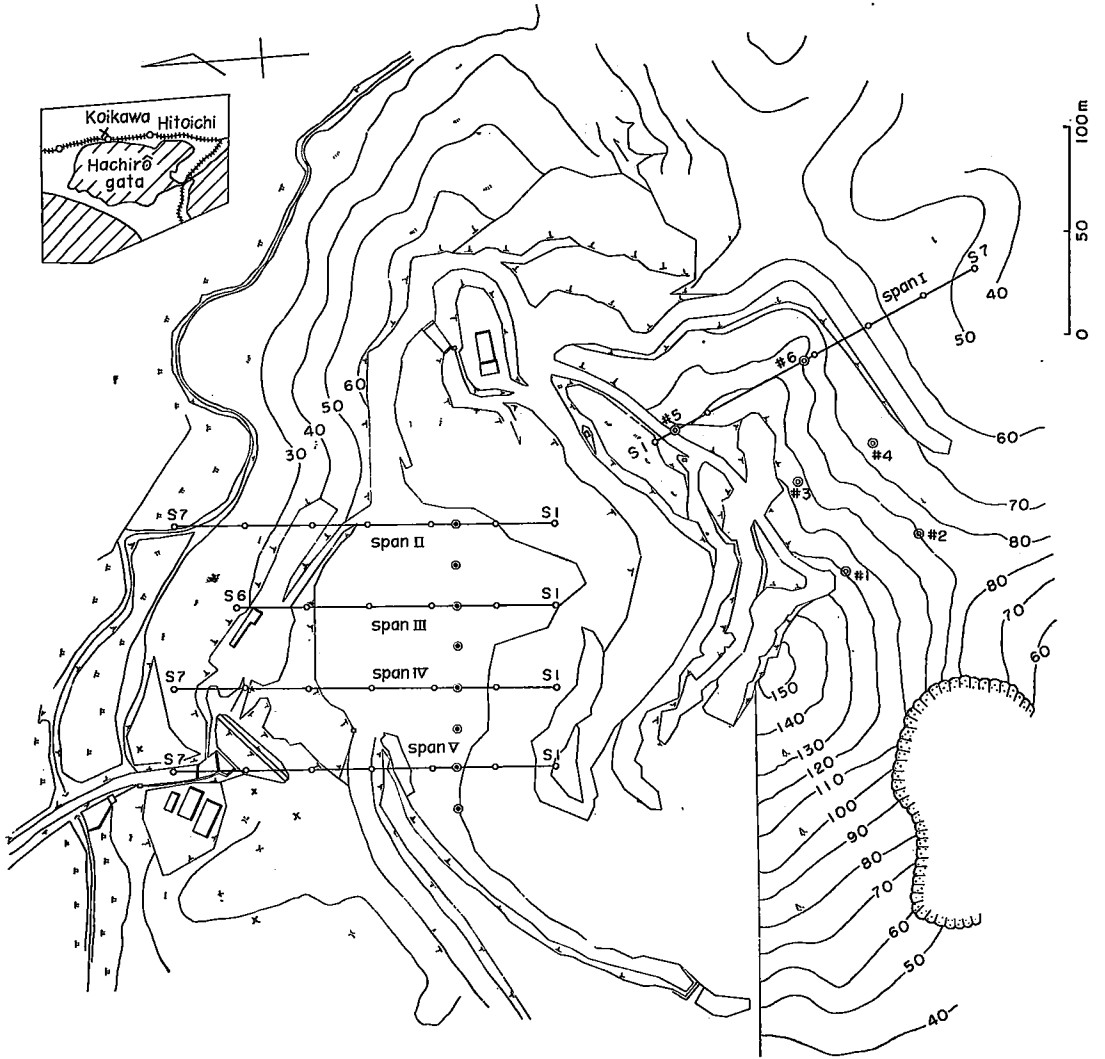 Koikawa
Hitoichi
Hachirô
gata
100m
50
0
S7
span I
40
50
#6
60
50
40
30
#5
S1
#4
60
#3
70
S7
S1
span II
#2
80
#1
80
70
60
S6
S1
span III
S7
span IV
S1
150
140
130
120
110
100
90
80
70
60
50
40
span V
S7
S1